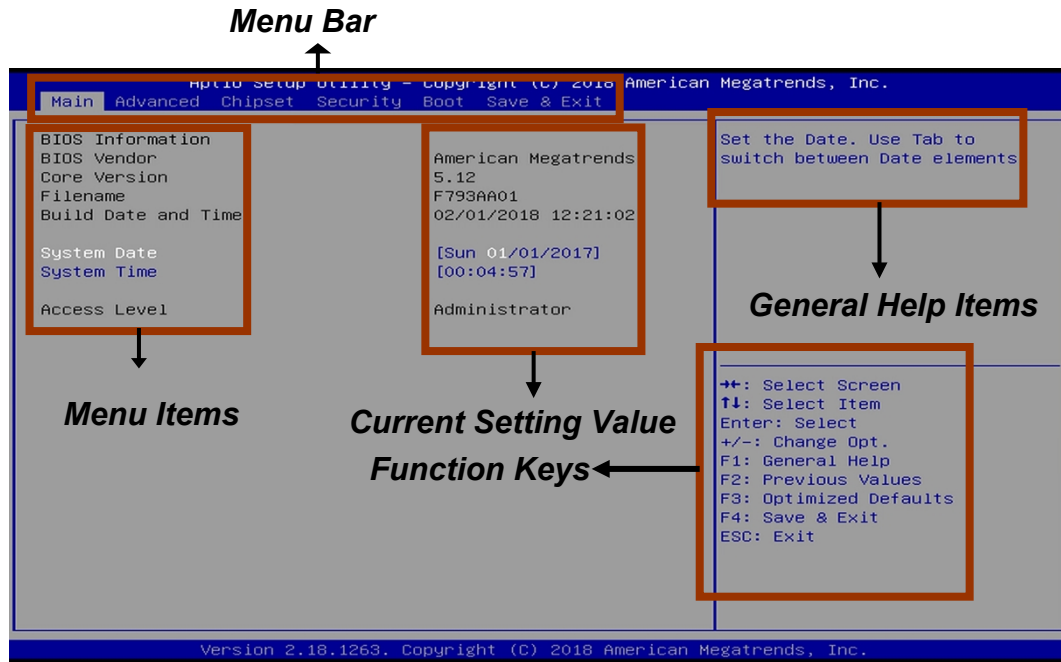 Menu Bar
Aptio Setup Utility – Copyright (C) 2018 American Megatrends, Inc.
Main Advanced Chipset Security Boot Save & Exit
BIOS Information
BIOS Vendor American Megatrends
Core Version 5.12
Filename F793AA01
Build Date and Time 02/01/2018 12:21:02
System Date [Sun 01/01/2017]
System Time [00:04:57]
Access Level Administrator
Set the Date. Use Tab to
switch between Date elements
General Help Items
Menu Items
Current Setting Value
Function Keys
→←: Select Screen
↑↓: Select Item
Enter: Select
+/-: Change Opt.
F1: General Help
F2: Previous Values
F3: Optimized Defaults
F4: Save & Exit
ESC: Exit
Version 2.18.1263. Copyright (C) 2018 American Megatrends, Inc.